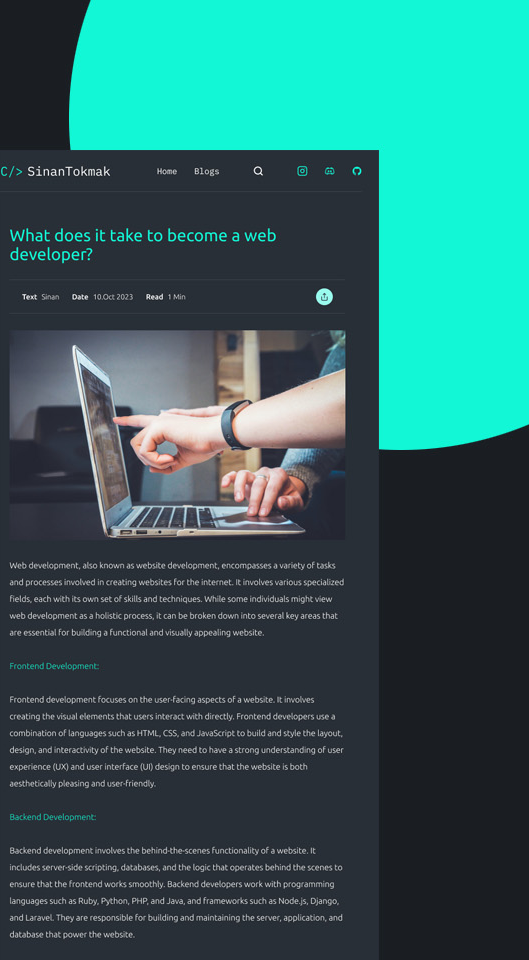 C/> SinanTokmak
Home Blogs
What does it take to become a web
developer?
Text Sinan Date 10.Oct 2023 Read 1 Min
Web development, also known as website development, encompasses a variety of tasks
and processes involved in creating websites for the internet. It involves various specialized
fields, each with its own set of skills and techniques. While some individuals might view
web development as a holistic process, it can be broken down into several key areas that
are essential for building a functional and visually appealing website.
Frontend Development:
Frontend development focuses on the user-facing aspects of a website. It involves
creating the visual elements that users interact with directly. Frontend developers use a
combination of languages such as HTML, CSS, and JavaScript to build and style the layout,
design, and interactivity of the website. They need to have a strong understanding of user
experience (UX) and user interface (UI) design to ensure that the website is both
aesthetically pleasing and user-friendly.
Backend Development:
Backend development involves the behind-the-scenes functionality of a website. It
includes server-side scripting, databases, and the logic that operates behind the scenes to
ensure that the frontend works smoothly. Backend developers work with programming
languages such as Ruby, Python, PHP, and Java, and frameworks such as Node.js, Django,
and Laravel. They are responsible for building and maintaining the server, application, and
database that power the website.